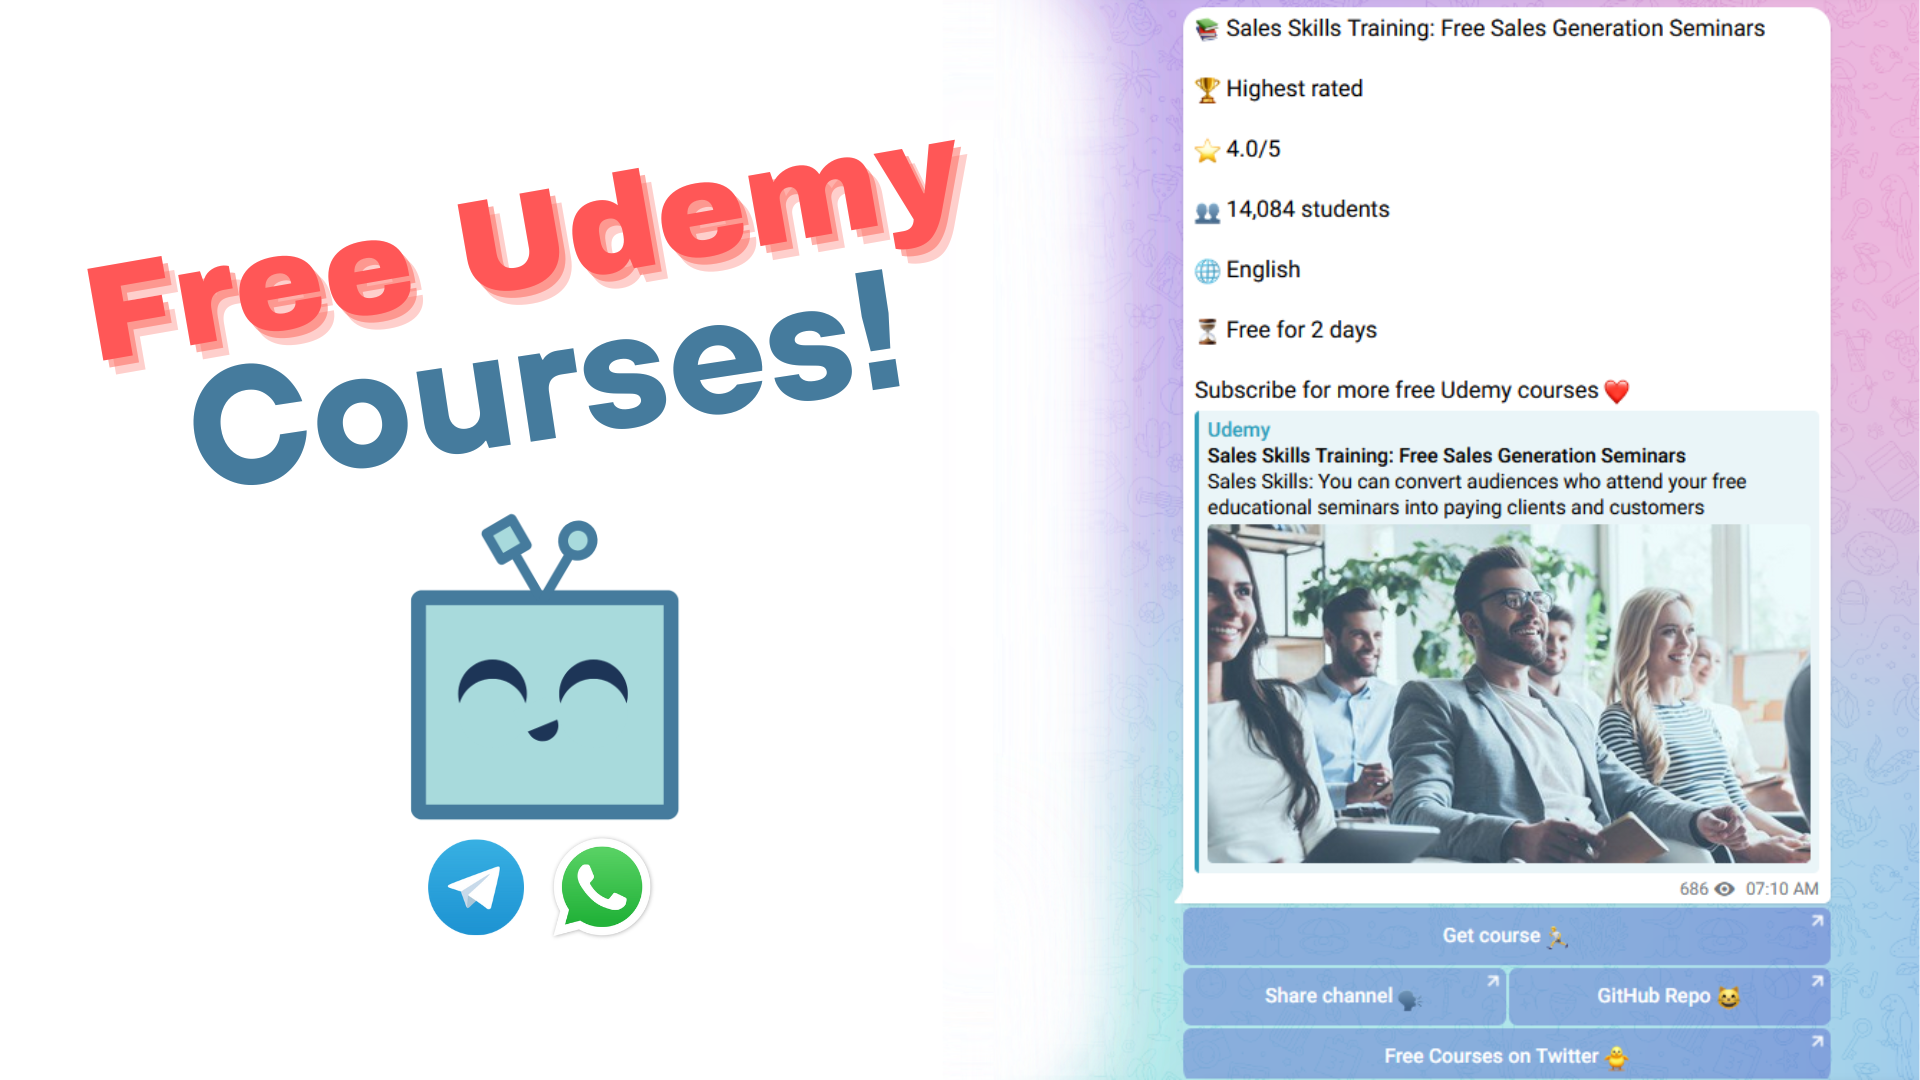 Free Udemy
Courses!
📚 Sales Skills Training: Free Sales Generation Seminars
🏆 Highest rated
⭐ 4.0/5
👥 14,084 students
🌐 English
⏳ Free for 2 days
Subscribe for more free Udemy courses ❤️
Udemy
Sales Skills Training: Free Sales Generation Seminars
Sales Skills: You can convert audiences who attend your free
educational seminars into paying clients and customers
686 07:10 AM
Get course 🏃
Share channel 🗣
GitHub Repo 😺
Free Courses on Twitter 🐥